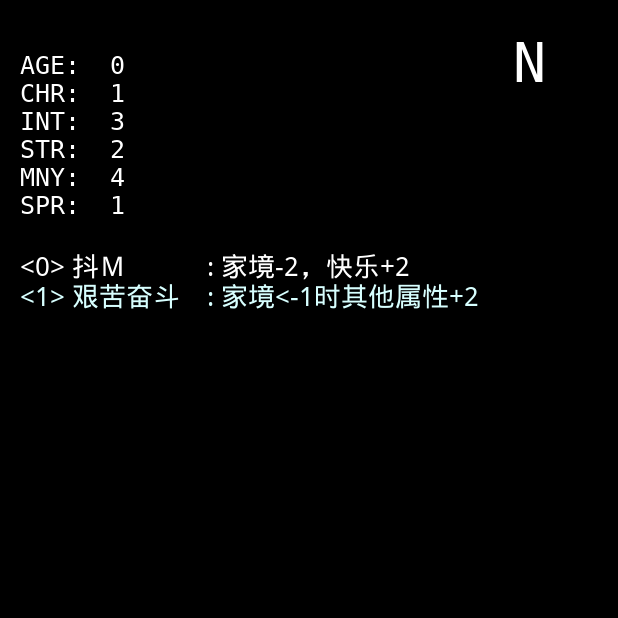 N
AGE: 0
CHR: 1
INT: 3
STR: 2
MNY: 4
SPR: 1
<0> 抖M : 家境-2，快乐+2
<1> 艰苦奋斗 : 家境<-1时其他属性+2